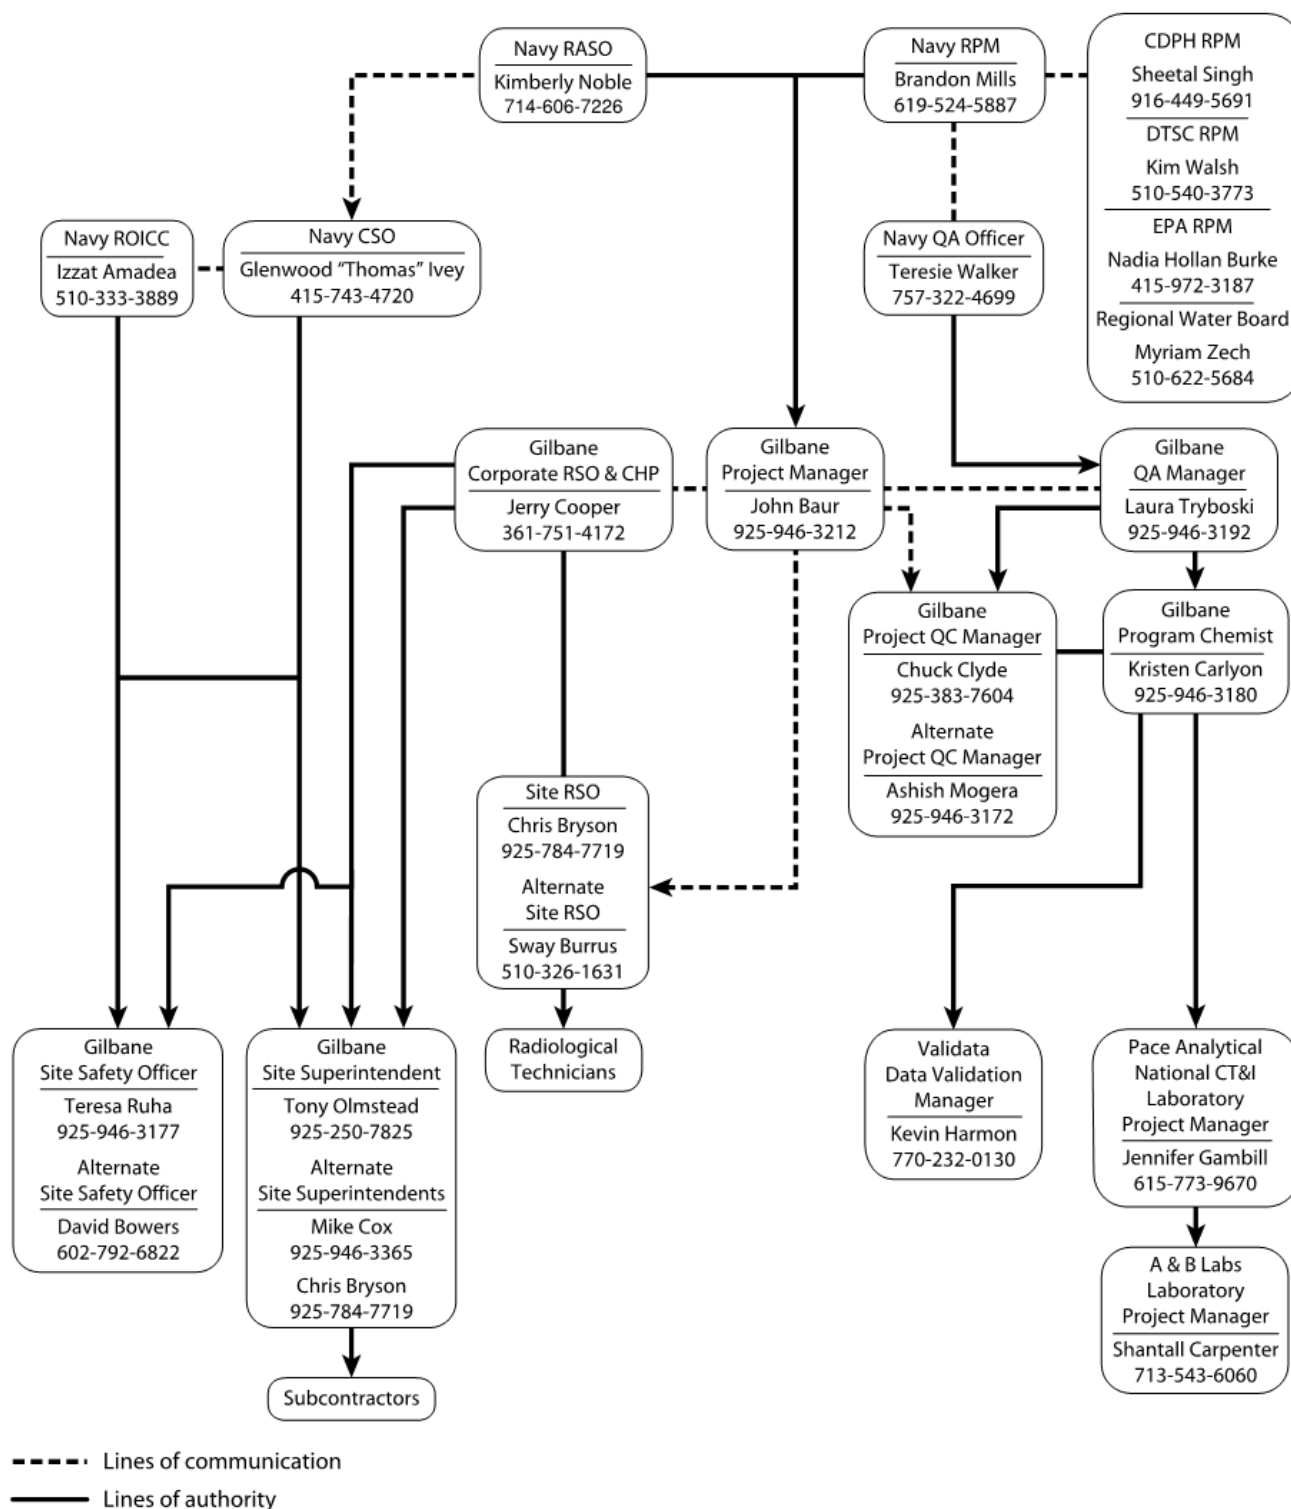 Navy RASO
Kimberly Noble
714-606-7226
Navy RPM
Brandon Mills
619-524-5887
CDPH RPM
Sheetal Singh
916-449-5691
DTSC RPM
Kim Walsh
510-540-3773
EPA RPM
Nadia Hollan Burke
415-972-3187
Regional Water Board
Myriam Zech
510-622-5684
Navy ROICC
Izzat Amadea
510-333-3889
Navy CSO
Glenwood “Thomas” Ivey
415-743-4720
Navy QA Officer
Teresie Walker
757-322-4699
Gilbane
Corporate RSO & CHP
Jerry Cooper
361-751-4172
Gilbane
Project Manager
John Baur
925-946-3212
Gilbane
QA Manager
Laura Tryboski
925-946-3192
Gilbane
Project QC Manager
Chuck Clyde
925-383-7604
Alternate
Project QC Manager
Ashish Mogera
925-946-3172
Gilbane
Program Chemist
Kristen Carlyon
925-946-3180
Site RSO
Chris Bryson
925-784-7719
Alternate
Site RSO
Sway Burrus
510-326-1631
Gilbane
Site Safety Officer
Teresa Ruha
925-946-3177
Alternate
Site Safety Officer
David Bowers
602-792-6822
Gilbane
Site Superintendent
Tony Olmstead
925-250-7825
Alternate
Site Superintendents
Mike Cox
925-946-3365
Chris Bryson
925-784-7719
Radiological
Technicians
Validata
Data Validation
Manager
Kevin Harmon
770-232-0130
Pace Analytical
National CT&I
Laboratory
Project Manager
Jennifer Gambill
615-773-9670
A & B Labs
Laboratory
Project Manager
Shantall Carpenter
713-543-6060
Subcontractors
Lines of communication
Lines of authority